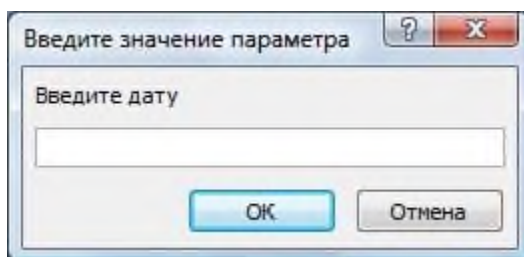 Введите значение параметра
Введите дату
ОК
Отмена